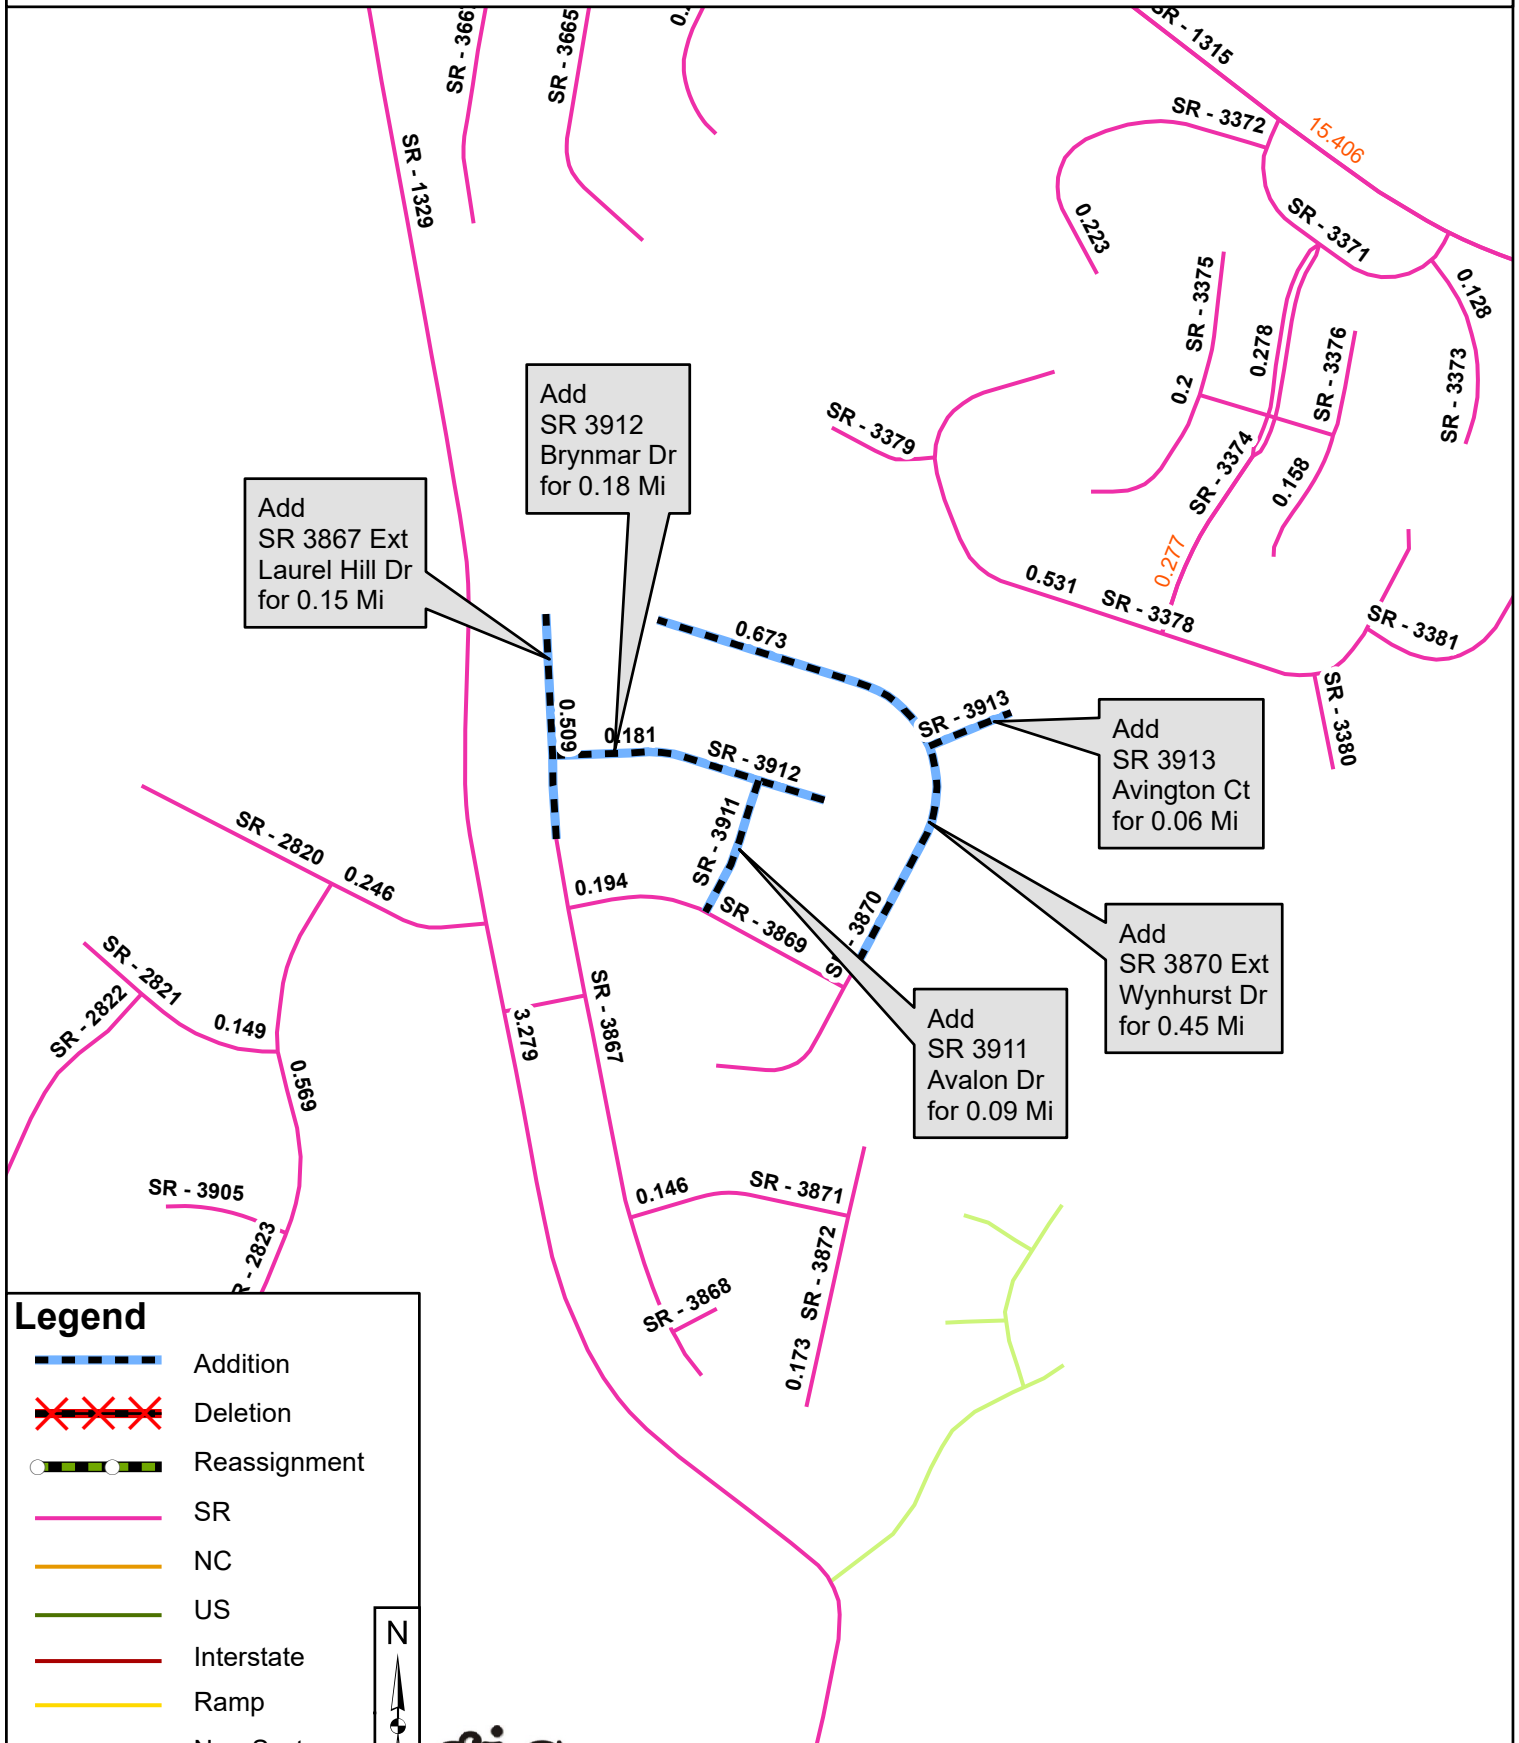 SR - 3665
SR - 1315
SR - 3372
15.406
SR - 1329
0.223
SR - 3371
SR - 3375
0.128
0.278
SR - 3376
SR - 3373
0.2
SR - 3379
SR - 3374
0.158
0.277
0.531
SR - 3378
SR - 3381
SR - 3380
Add
SR 3912
Brynmar Dr
for 0.18 Mi
Add
SR 3867 Ext
Laurel Hill Dr
for 0.15 Mi
0.673
0.509
0.181
SR - 3912
SR - 3913
Add
SR 3913
Avington Ct
for 0.06 Mi
SR - 3911
SR - 2820
0.246
0.194
SR - 3869
- 3870
Add
SR 3870 Ext
Wynhurst Dr
for 0.45 Mi
SR - 2821
SR - 2822
0.149
3.279
SR - 3867
Add
SR 3911
Avalon Dr
for 0.09 Mi
0.569
SR - 3905
- 2823
0.146
SR - 3871
SR - 3872
SR - 3868
0.173
Legend
Addition
Deletion
Reassignment
SR
NC
US
Interstate
Ramp
N